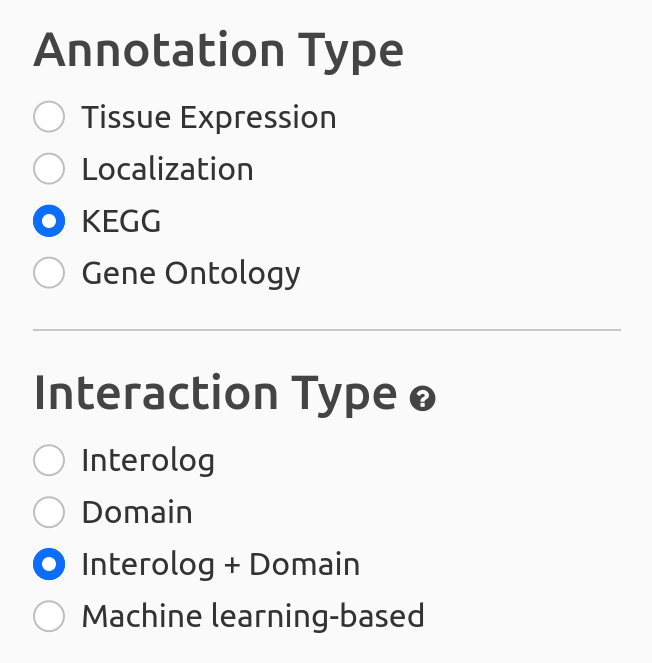 Annotation Type
Tissue Expression
Localization
KEGG
Gene Ontology
Interaction Type ?
Interolog
Domain
Interolog + Domain
Machine learning-based